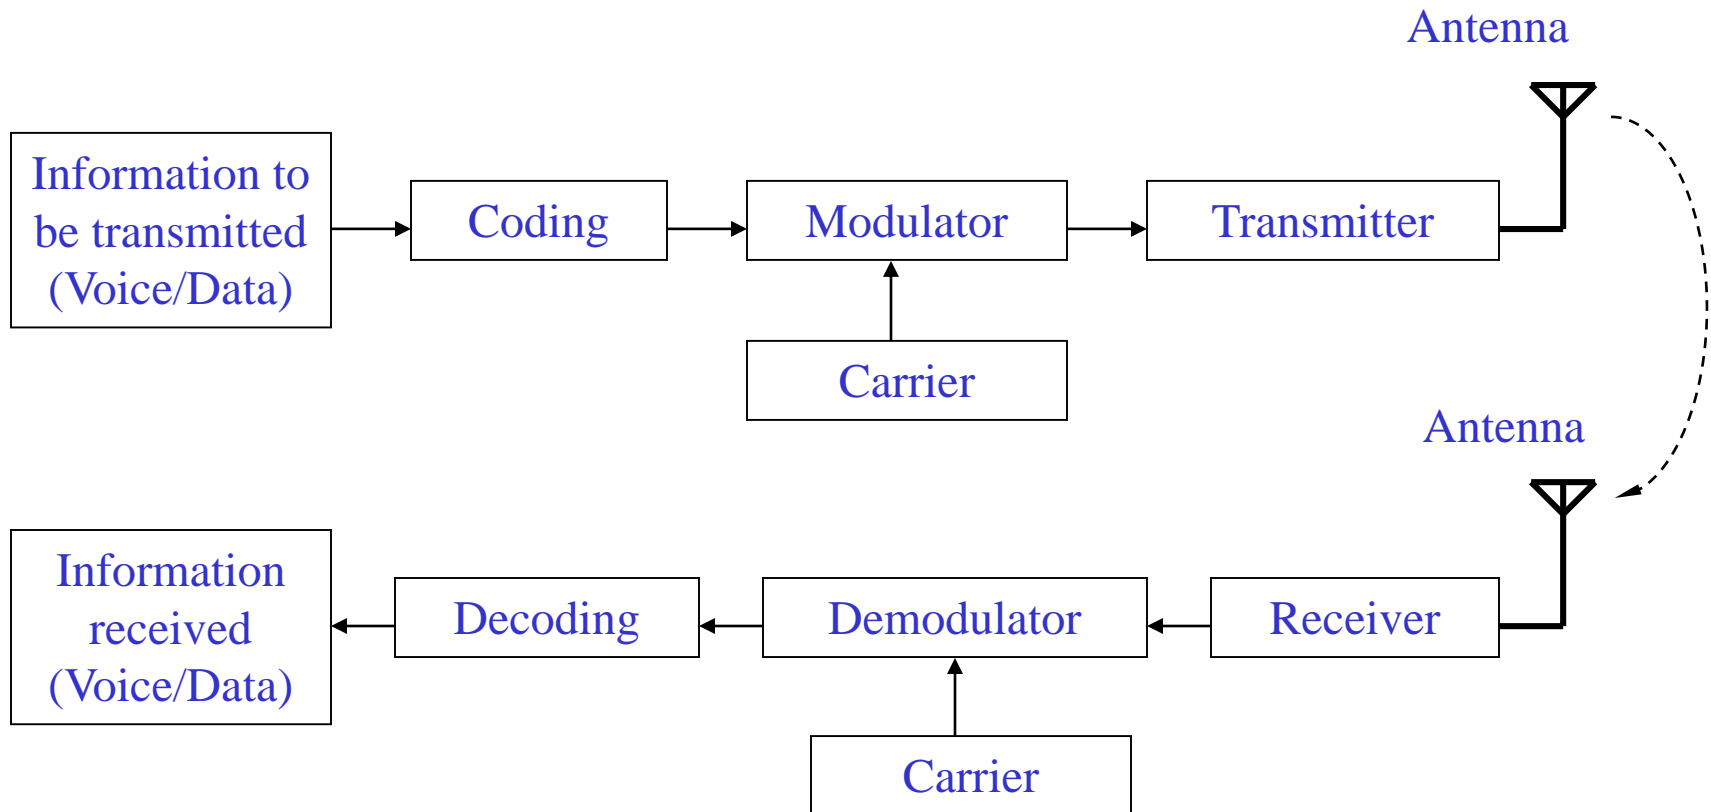 Antenna
Information to
be transmitted
(Voice/Data)
Coding
Modulator
Transmitter
Carrier
Antenna
Information
received
(Voice/Data)
Decoding
Demodulator
Receiver
Carrier